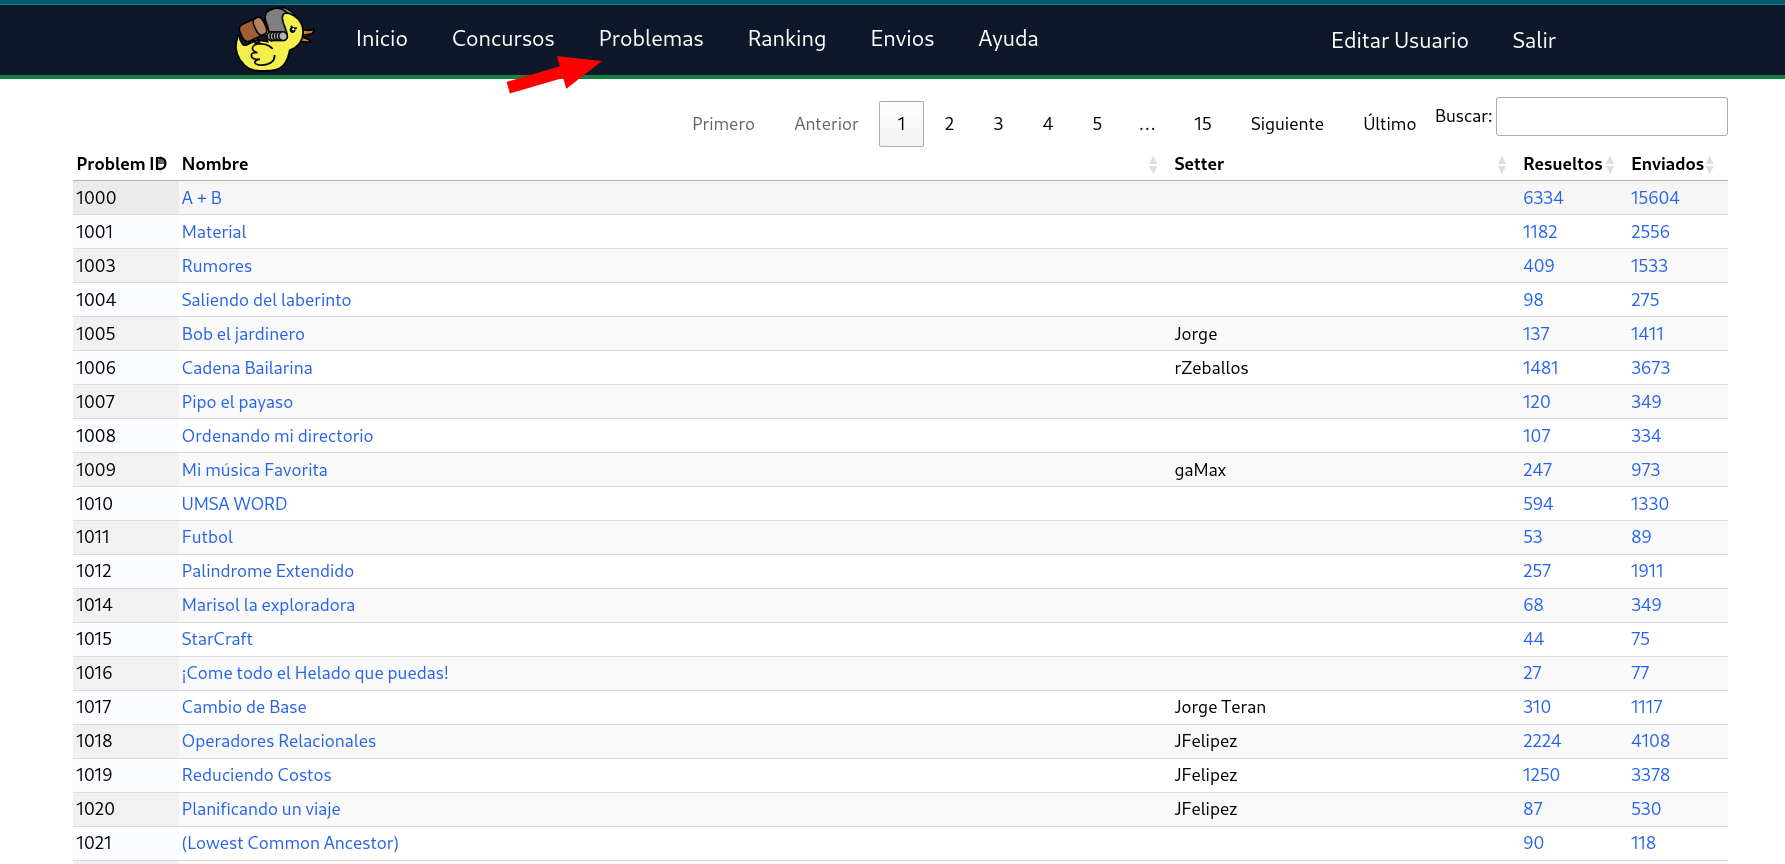 Inicio Concursos Problemas Ranking Envios Ayuda Editar Usuario Salir
Primero Anterior 1 2 3 4 5 ... 15 Siguiente Último Buscar:
Problem ID Nombre Setter Resueltos Enviados
1000 A + B 6334 15604
1001 Material 1182 2556
1003 Rumores 409 1533
1004 Saliendo del laberinto 98 275
1005 Bob el jardinero Jorge 137 1411
1006 Cadena Bailarina rZeballos 1481 3673
1007 Pipo el payaso 120 349
1008 Ordenando mi directorio 107 334
1009 Mi música Favorita gaMax 247 973
1010 UMSA WORD 594 1330
1011 Futbol 53 89
1012 Palindrome Extendido 257 1911
1014 Marisol la exploradora 68 349
1015 StarCraft 44 75
1016 ¡Come todo el Helado que puedas! 27 77
1017 Cambio de Base Jorge Teran 310 1117
1018 Operadores Relacionales JFelipez 2224 4108
1019 Reduciendo Costos JFelipez 1250 3378
1020 Planificando un viaje JFelipez 87 530
1021 (Lowest Common Ancestor) 90 118